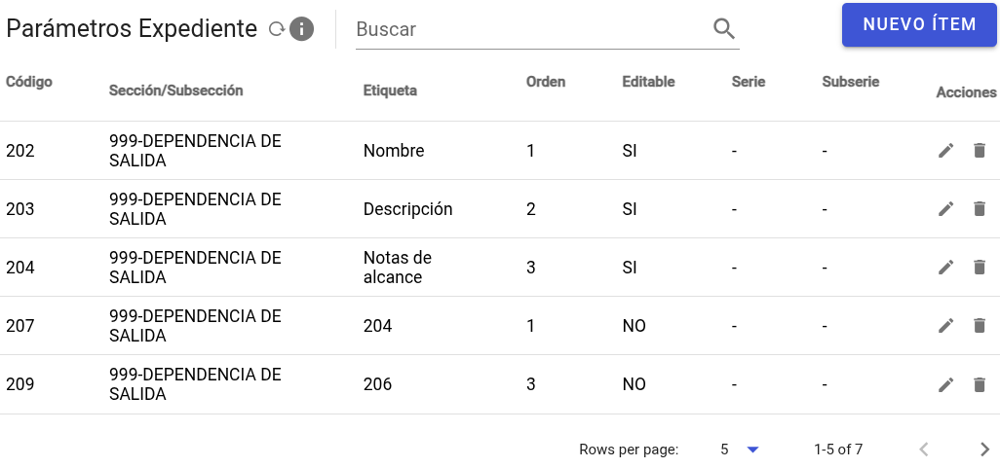 Parámetros Expediente
Buscar
NUEVO ÍTEM
Código Sección/Subsección Etiqueta Orden Editable Serie Subserie Acciones
202 999-DEPENDENCIA DE SALIDA Nombre 1 SI - -
203 999-DEPENDENCIA DE SALIDA Descripción 2 SI - -
204 999-DEPENDENCIA DE SALIDA Notas de alcance 3 SI - -
207 999-DEPENDENCIA DE SALIDA 204 1 NO - -
209 999-DEPENDENCIA DE SALIDA 206 3 NO - -
Rows per page: 5 1-5 of 7